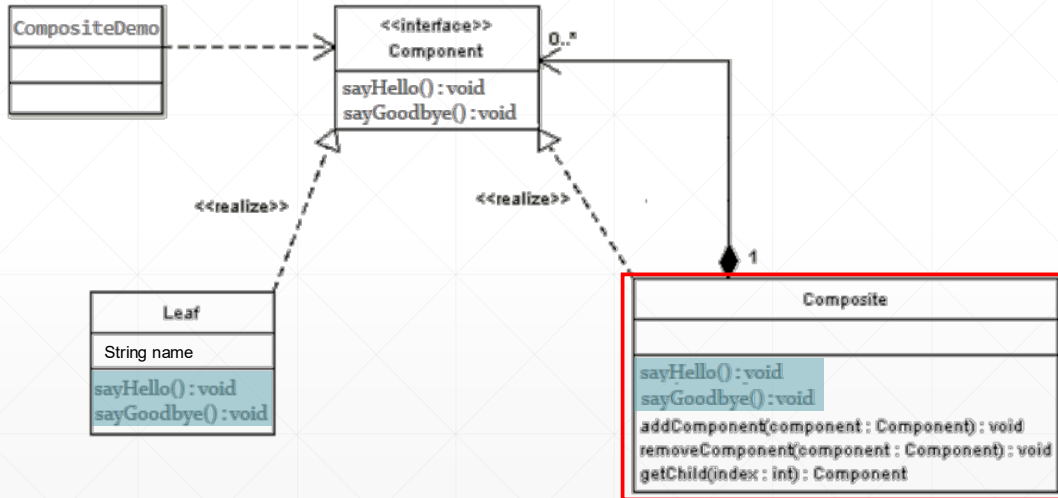 CompositeDemo
<<interface>>
Component
0..*
sayHello() : void
sayGoodbye() : void
<<realize>>
<<realize>>
1
Leaf
String name
sayHello() : void
sayGoodbye() : void
Composite
sayHello() : void
sayGoodbye() : void
addComponent(component : Component) : void
removeComponent(component : Component) : void
getChild(index : int) : Component